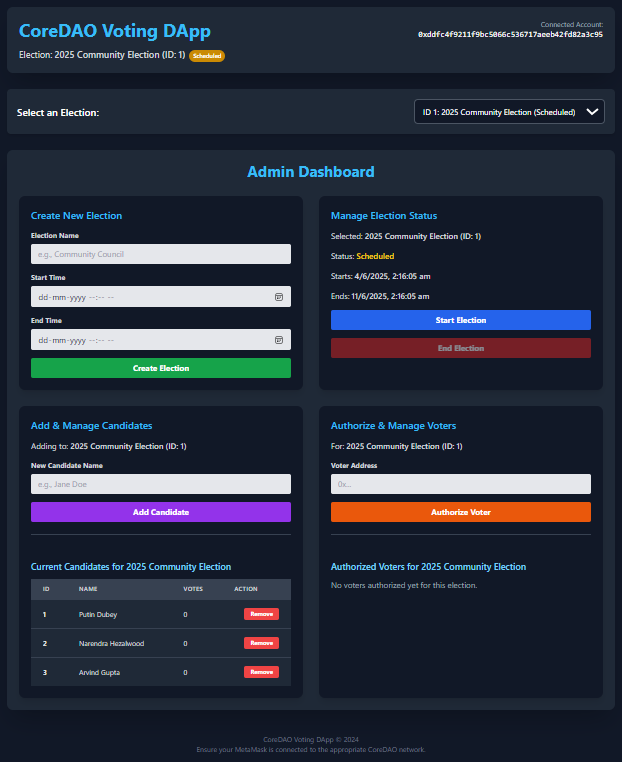 CoreDAO Voting DApp
Connected Account:
0xddfc4f9211f9bc5066c536717aeeb42fd82a3c95
Election: 2025 Community Election (ID: 1) Scheduled
Select an Election:
ID 1: 2025 Community Election (Scheduled)
Admin Dashboard
Create New Election
Election Name
e.g., Community Council
Start Time
dd-mm-yyyy --:-- --
End Time
dd-mm-yyyy --:-- --
Create Election
Manage Election Status
Selected: 2025 Community Election (ID: 1)
Status: Scheduled
Starts: 4/6/2025, 2:16:05 am
Ends: 11/6/2025, 2:16:05 am
Start Election
End Election
Add & Manage Candidates
Adding to: 2025 Community Election (ID: 1)
New Candidate Name
e.g., Jane Doe
Add Candidate
Current Candidates for 2025 Community Election
ID NAME VOTES ACTION
1 Putin Dubey 0 Remove
2 Narendra Hezalwood 0 Remove
3 Arvind Gupta 0 Remove
Authorize & Manage Voters
For: 2025 Community Election (ID: 1)
Voter Address
0x...
Authorize Voter
Authorized Voters for 2025 Community Election
No voters authorized yet for this election.
CoreDAO Voting DApp © 2024
Ensure your MetaMask is connected to the appropriate CoreDAO network.